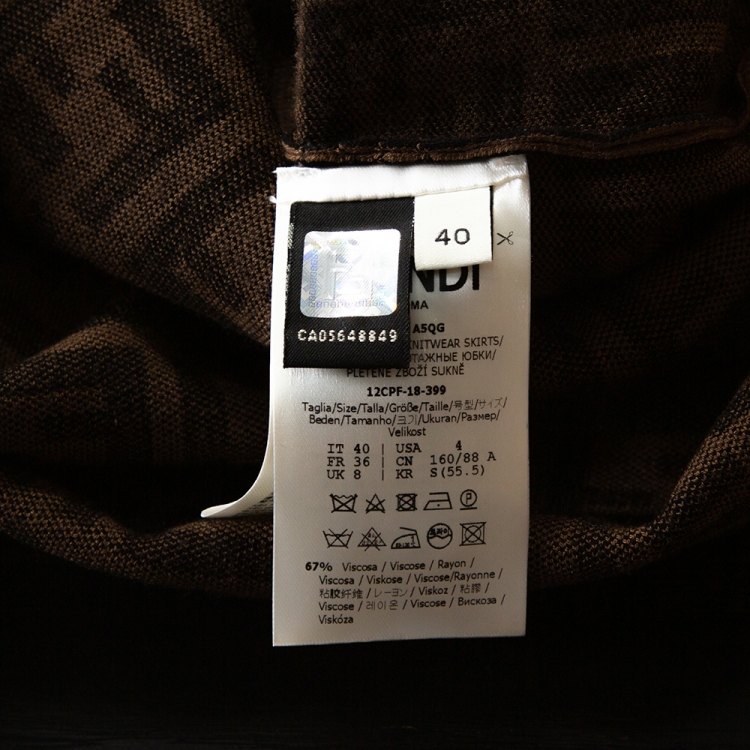 40
NDI
MA
CA05648849
A5QG
NITWEAR SKIRTS/
ТАЖНЫЕ ЮБКИ/
PLETENÉ ZBOŽÍ SUKNĚ
12CPF-18-399
Taglia/Size/Talla/Größe/Taille/号型/サイズ/
Beden/Tamanho/크기/Ukuran/Размер/
Velikost
IT 40 | USA 4
FR 36 | CN 160/88 A
UK 8 | KR S(55.5)
67% Viscosa / Viscose / Rayon /
Viscosa / Viskose / Viscose/Rayonne /
粘胶纤维 / レーヨン / Viskoz / 粘膠 /
Viscose / 레이온 / Viscose / Вискоза /
Viskóza